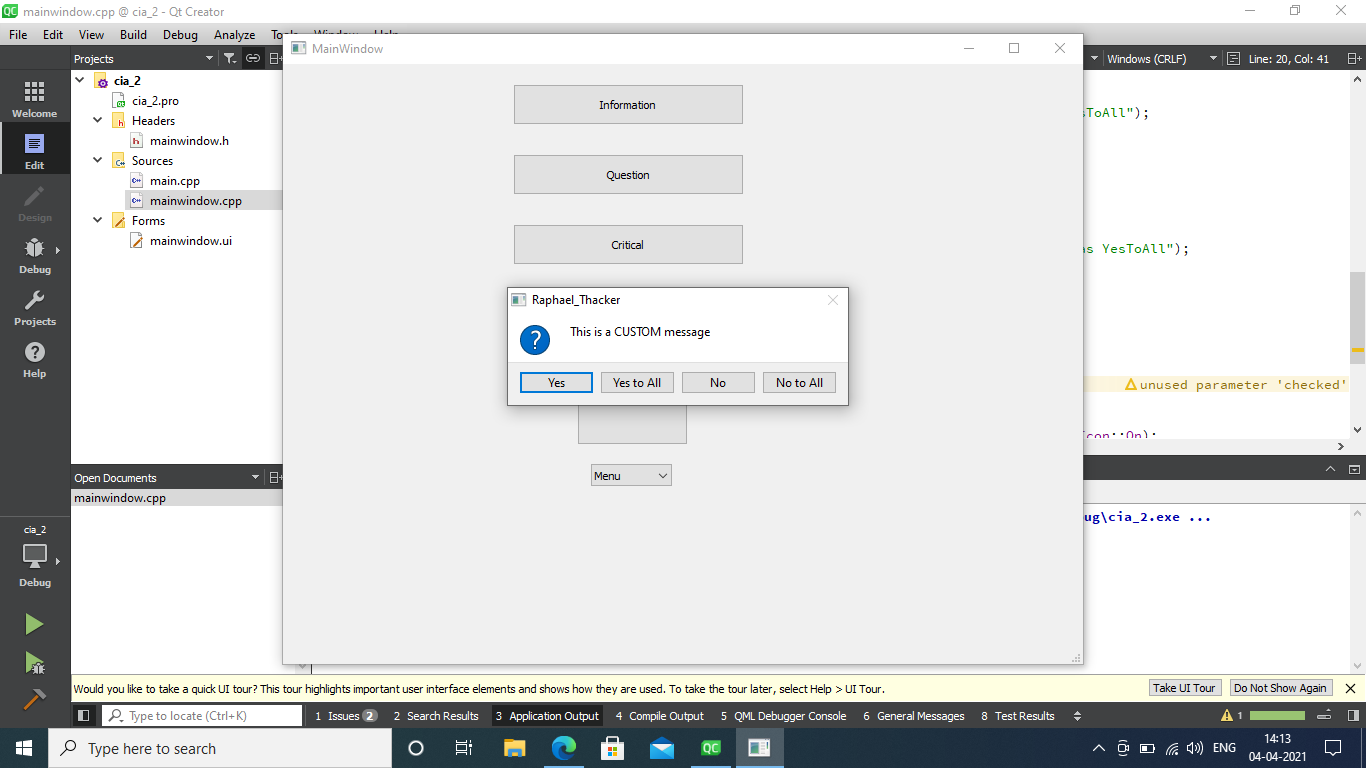 mainwindow.cpp @ cia_2 - Qt Creator
File Edit View Build Debug Analyze
Projects
Windows (CRLF)
Line: 20, Col: 41
Welcome
Edit
Design
Debug
Projects
Help
cia_2
cia_2.pro
Headers
mainwindow.h
Sources
main.cpp
mainwindow.cpp
Forms
mainwindow.ui
Open Documents
mainwindow.cpp
cia_2
Debug
MainWindow
Information
Question
Critical
Raphael_Thacker
?
This is a CUSTOM message
Yes Yes to All No No to All
Menu
sToAll");
as YesToAll");
unused parameter 'checked'
con::On);
ug\cia_2.exe ...
Would you like to take a quick UI tour? This tour highlights important user interface elements and shows how they are used. To take the tour later, select Help > UI Tour.
Take UI Tour Do Not Show Again
Type to locate (Ctrl+K)
1 Issues 2 2 Search Results 3 Application Output 4 Compile Output 5 QML Debugger Console 6 General Messages 8 Test Results
1
Type here to search
ENG
14:13
04-04-2021